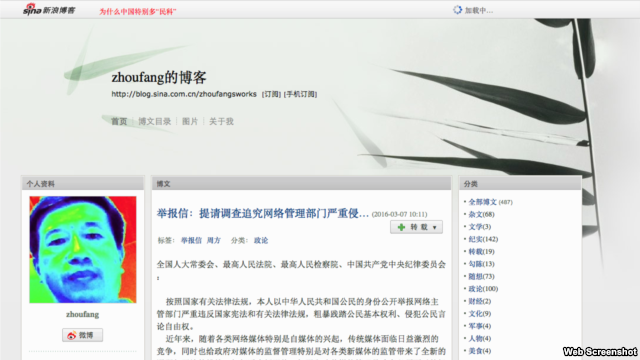 sina 新浪博客
为什么中国特别多“民科”
加载中…
zhoufang的博客
http://blog.sina.com.cn/zhoufangsworks [订阅] [手机订阅]
首页 博文目录 图片 关于我
个人资料
zhoufang
微博
博文
举报信：提请调查追究网络管理部门严重侵… (2016-03-07 10:11)
转载▼
标签： 举报信 周方 分类： 政论
全国人大常委会、最高人民法院、最高人民检察院、中国共产党中央纪律委员会
：
按照国家有关法律法规，本人以中华人民共和国公民的身份公开举报网络主
管部门严重违反国家宪法和有关法律法规，粗暴践踏公民基本权利、侵犯公民言
论自由权。
近年来，随着各类网络媒体特别是自媒体的兴起，传统媒体面临日趋激烈的
竞争，同时也给政府对媒体的监督管理特别是对各类新媒体的监管带来了全新的
分类
全部博文(487)
杂文(68)
文学(3)
纪实(142)
转载(19)
勾陈(13)
随想(73)
政论(100)
财经(2)
文化(9)
军事(4)
人物(4)
美食(4)
Web Screenshot